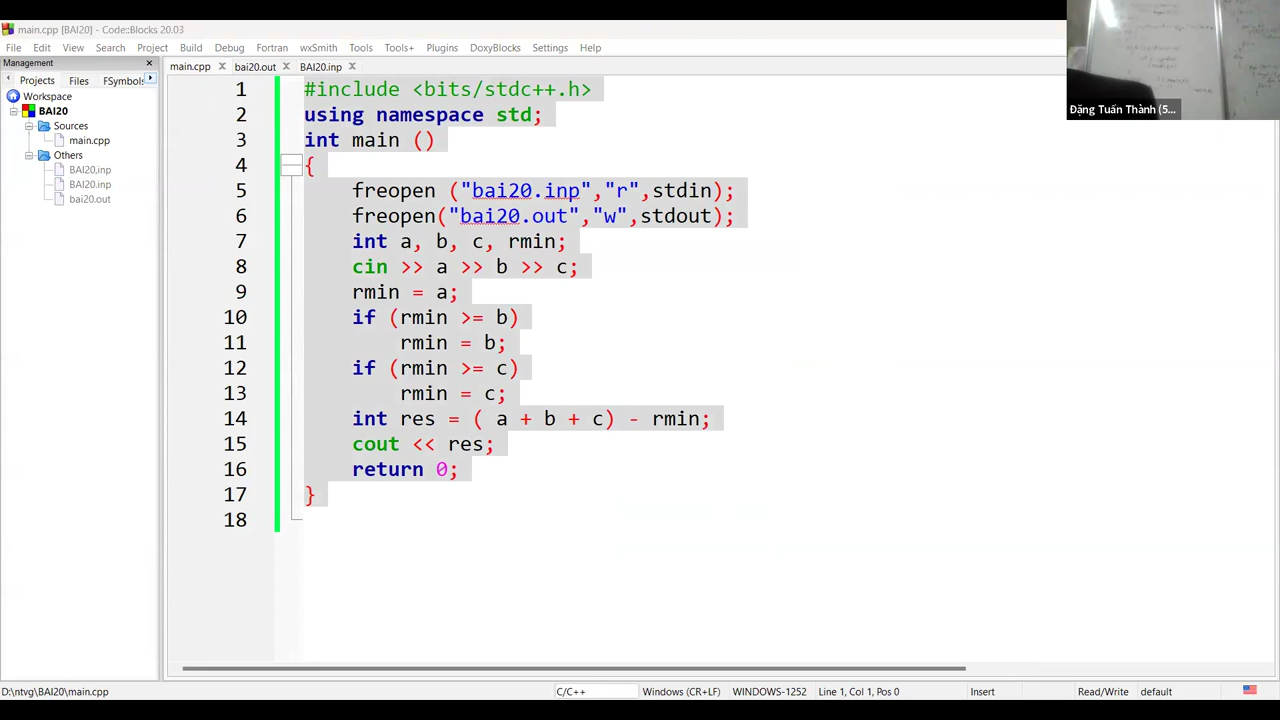 main.cpp [BAI20] - Code::Blocks 20.03
File Edit View Search Project Build Debug Fortran wxSmith Tools Tools+ Plugins DoxyBlocks Settings Help
Management
main.cpp bai20.out BAI20.inp
Projects Files FSymbols
Workspace
BAI20
Sources
main.cpp
Others
BAI20,inp
BAI20.inp
bai20.out
1 #include <bits/stdc++.h>
2 using namespace std;
3 int main ()
4 {
5 freopen ("bai20.inp","r",stdin);
6 freopen("bai20.out","w",stdout);
7 int a, b, c, rmin;
8 cin >> a >> b >> c;
9 rmin = a;
10 if (rmin >= b)
11 rmin = b;
12 if (rmin >= c)
13 rmin = c;
14 int res = ( a + b + c) - rmin;
15 cout << res;
16 return 0;
17 }
18
Đặng Tuấn Thành (5...
D:\ntvg\BAI20\main.cpp C/C++ Windows (CR+LF) WINDOWS-1252 Line 1, Col 1, Pos 0 Insert Read/Write default